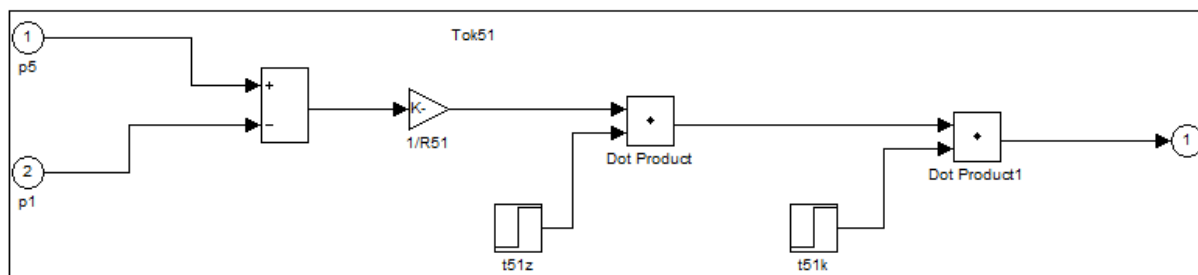 1
Tok51
p5
+
K-
−
1/R51
Dot Product
1
2
Dot Product1
p1
t51z
t51k